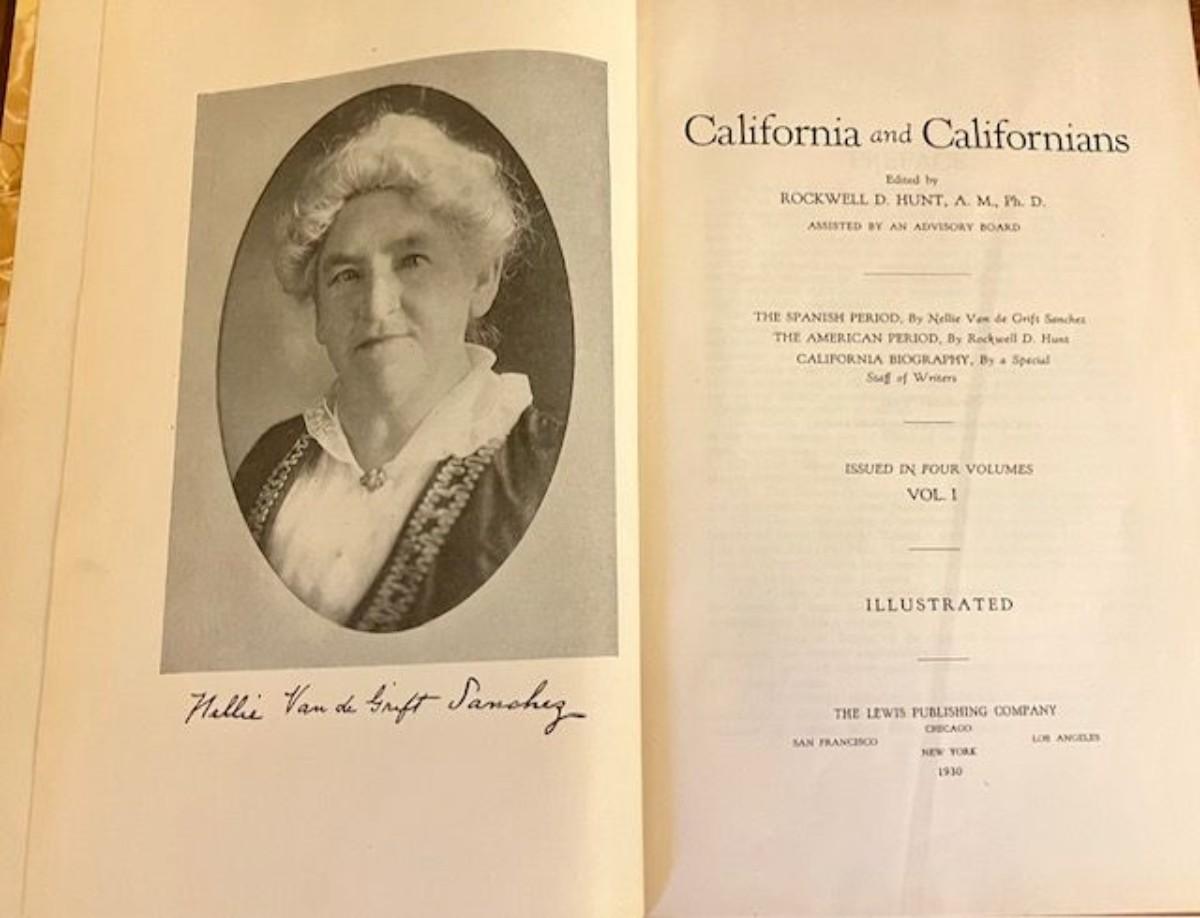 Nellie Van de Grift Sanchez
California and Californians
Edited by
ROCKWELL D. HUNT, A. M., Ph. D.
ASSISTED BY AN ADVISORY BOARD
THE SPANISH PERIOD, By Nellie Van de Grift Sanchez
THE AMERICAN PERIOD, By Rockwell D. Hunt
CALIFORNIA BIOGRAPHY, By a Special
Staff of Writers
ISSUED IN FOUR VOLUMES
VOL. I
ILLUSTRATED
THE LEWIS PUBLISHING COMPANY
CHICAGO
SAN FRANCISCO LOS ANGELES
NEW YORK
1930